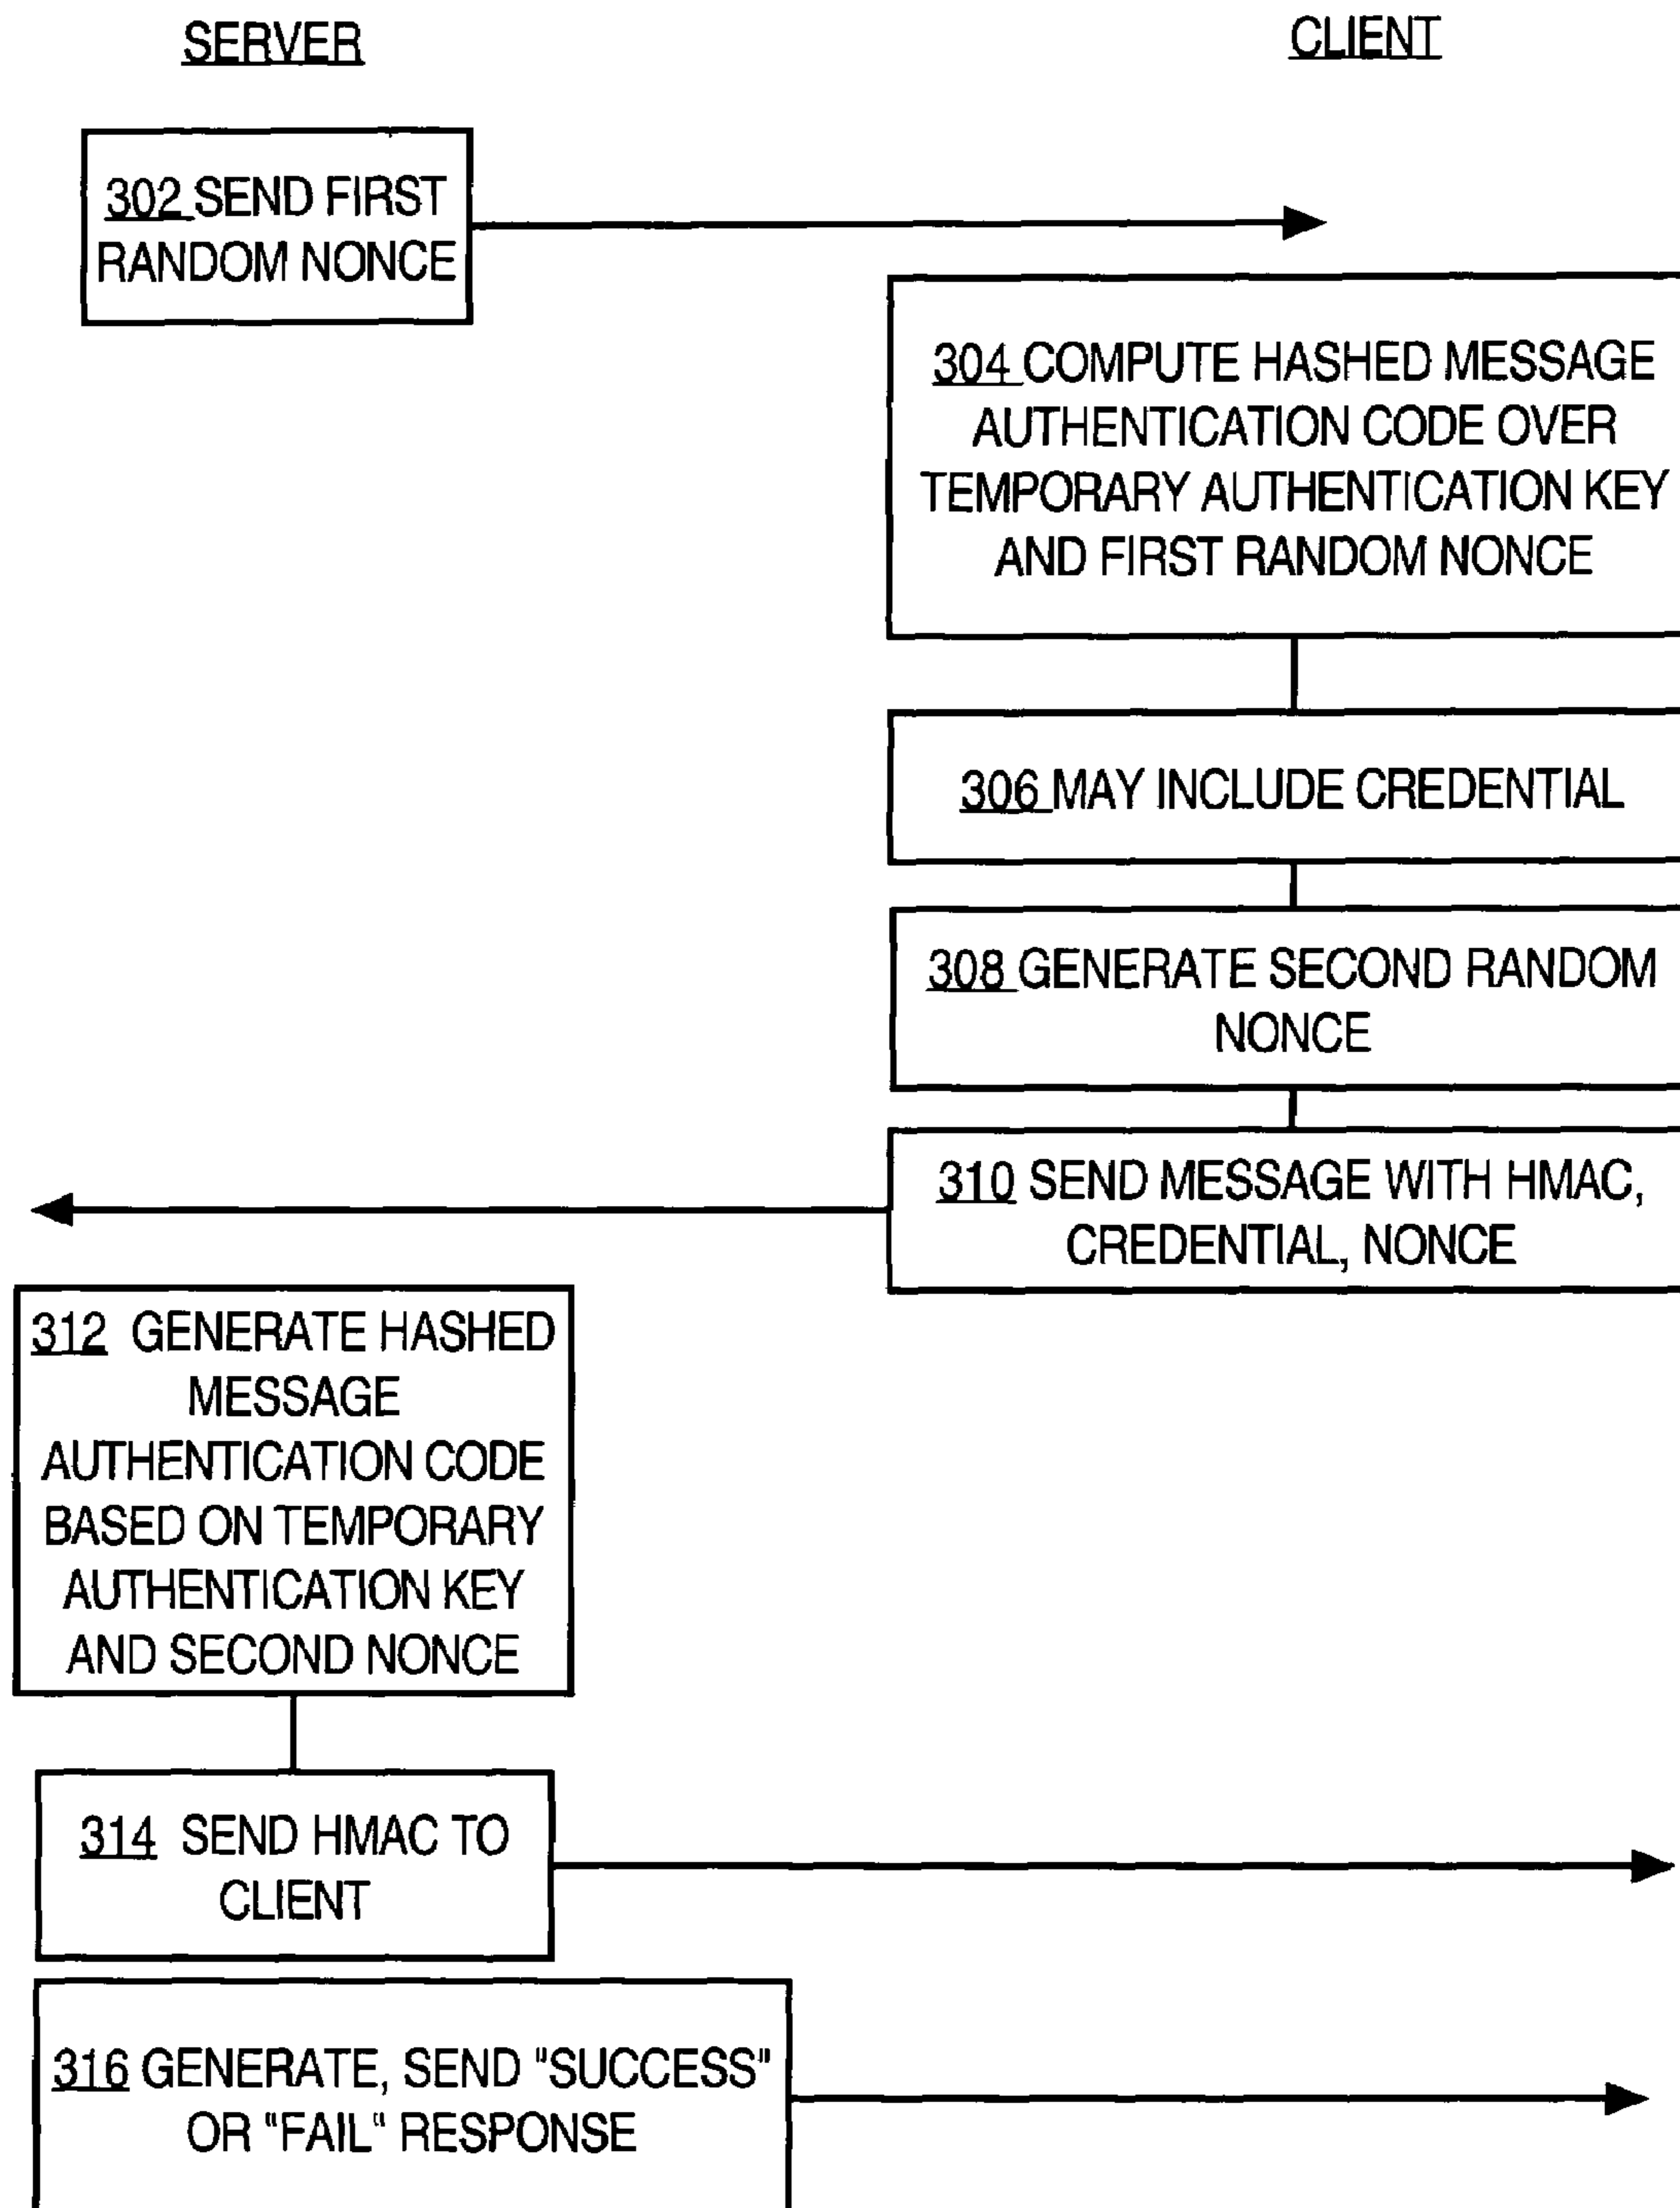 SERVER
CLIENT
302 SEND FIRST
RANDOM NONCE
304 COMPUTE HASHED MESSAGE
AUTHENTICATION CODE OVER
TEMPORARY AUTHENTICATION KEY
AND FIRST RANDOM NONCE
306 MAY INCLUDE CREDENTIAL
308 GENERATE SECOND RANDOM
NONCE
310 SEND MESSAGE WITH HMAC,
CREDENTIAL, NONCE
312 GENERATE HASHED
MESSAGE
AUTHENTICATION CODE
BASED ON TEMPORARY
AUTHENTICATION KEY
AND SECOND NONCE
314 SEND HMAC TO
CLIENT
316 GENERATE, SEND "SUCCESS"
OR "FAIL" RESPONSE